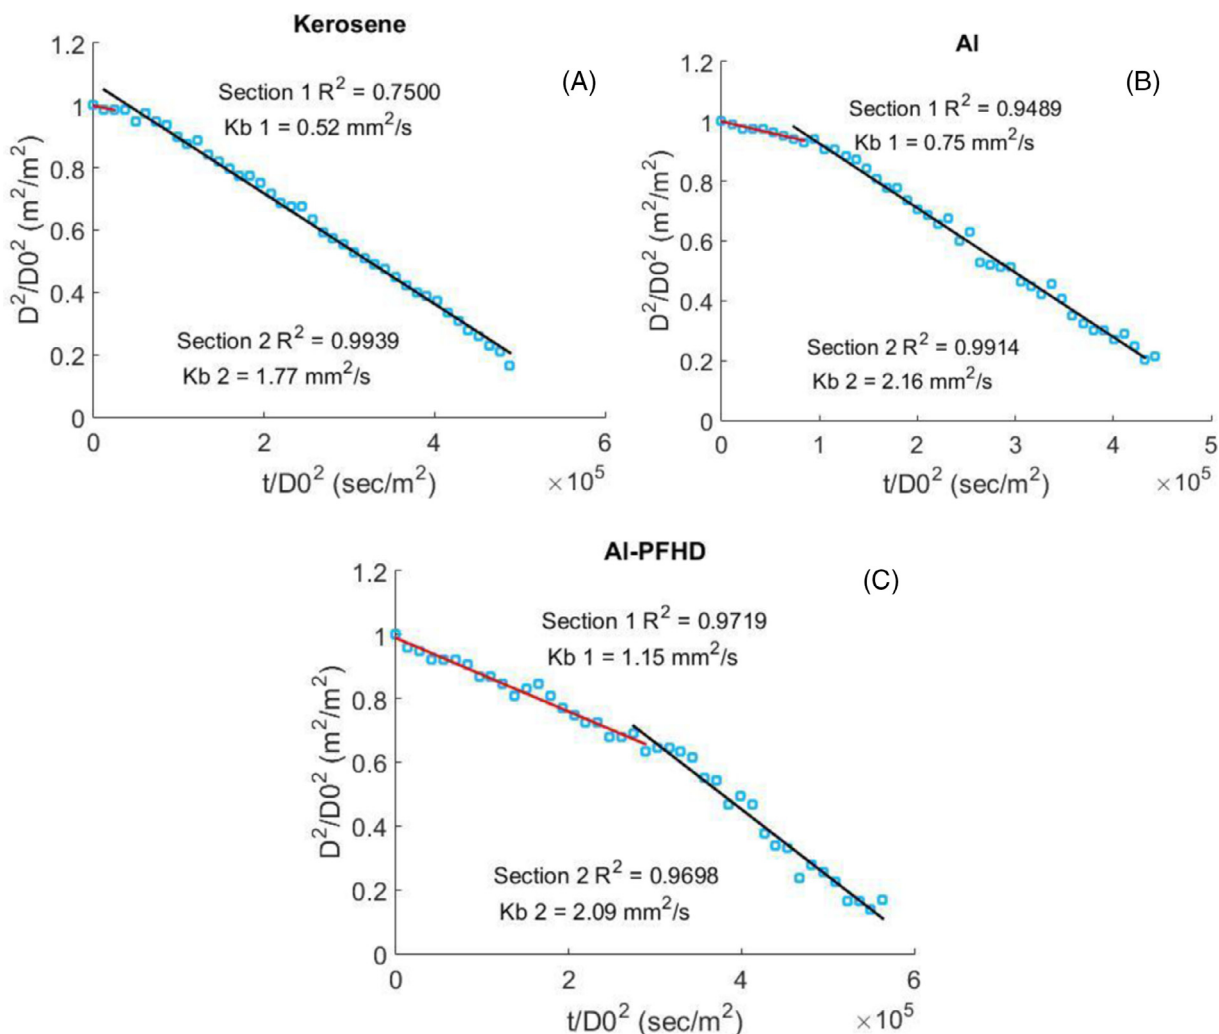 Kerosene
(A)
Section 1 R² = 0.7500
Kb 1 = 0.52 mm²/s
Section 2 R² = 0.9939
Kb 2 = 1.77 mm²/s
D²/D0² (m²/m²)
1.2
1
0.8
0.6
0.4
0.2
0
0 2 4 6
×10⁵
t/D0² (sec/m²)
Al
(B)
Section 1 R² = 0.9489
Kb 1 = 0.75 mm²/s
Section 2 R² = 0.9914
Kb 2 = 2.16 mm²/s
D²/D0² (m²/m²)
1.2
1
0.8
0.6
0.4
0.2
0
0 1 2 3 4 5
×10⁵
t/D0² (sec/m²)
Al-PFHD
(C)
Section 1 R² = 0.9719
Kb 1 = 1.15 mm²/s
Section 2 R² = 0.9698
Kb 2 = 2.09 mm²/s
D²/D0² (m²/m²)
1.2
1
0.8
0.6
0.4
0.2
0
0 2 4 6
×10⁵
t/D0² (sec/m²)